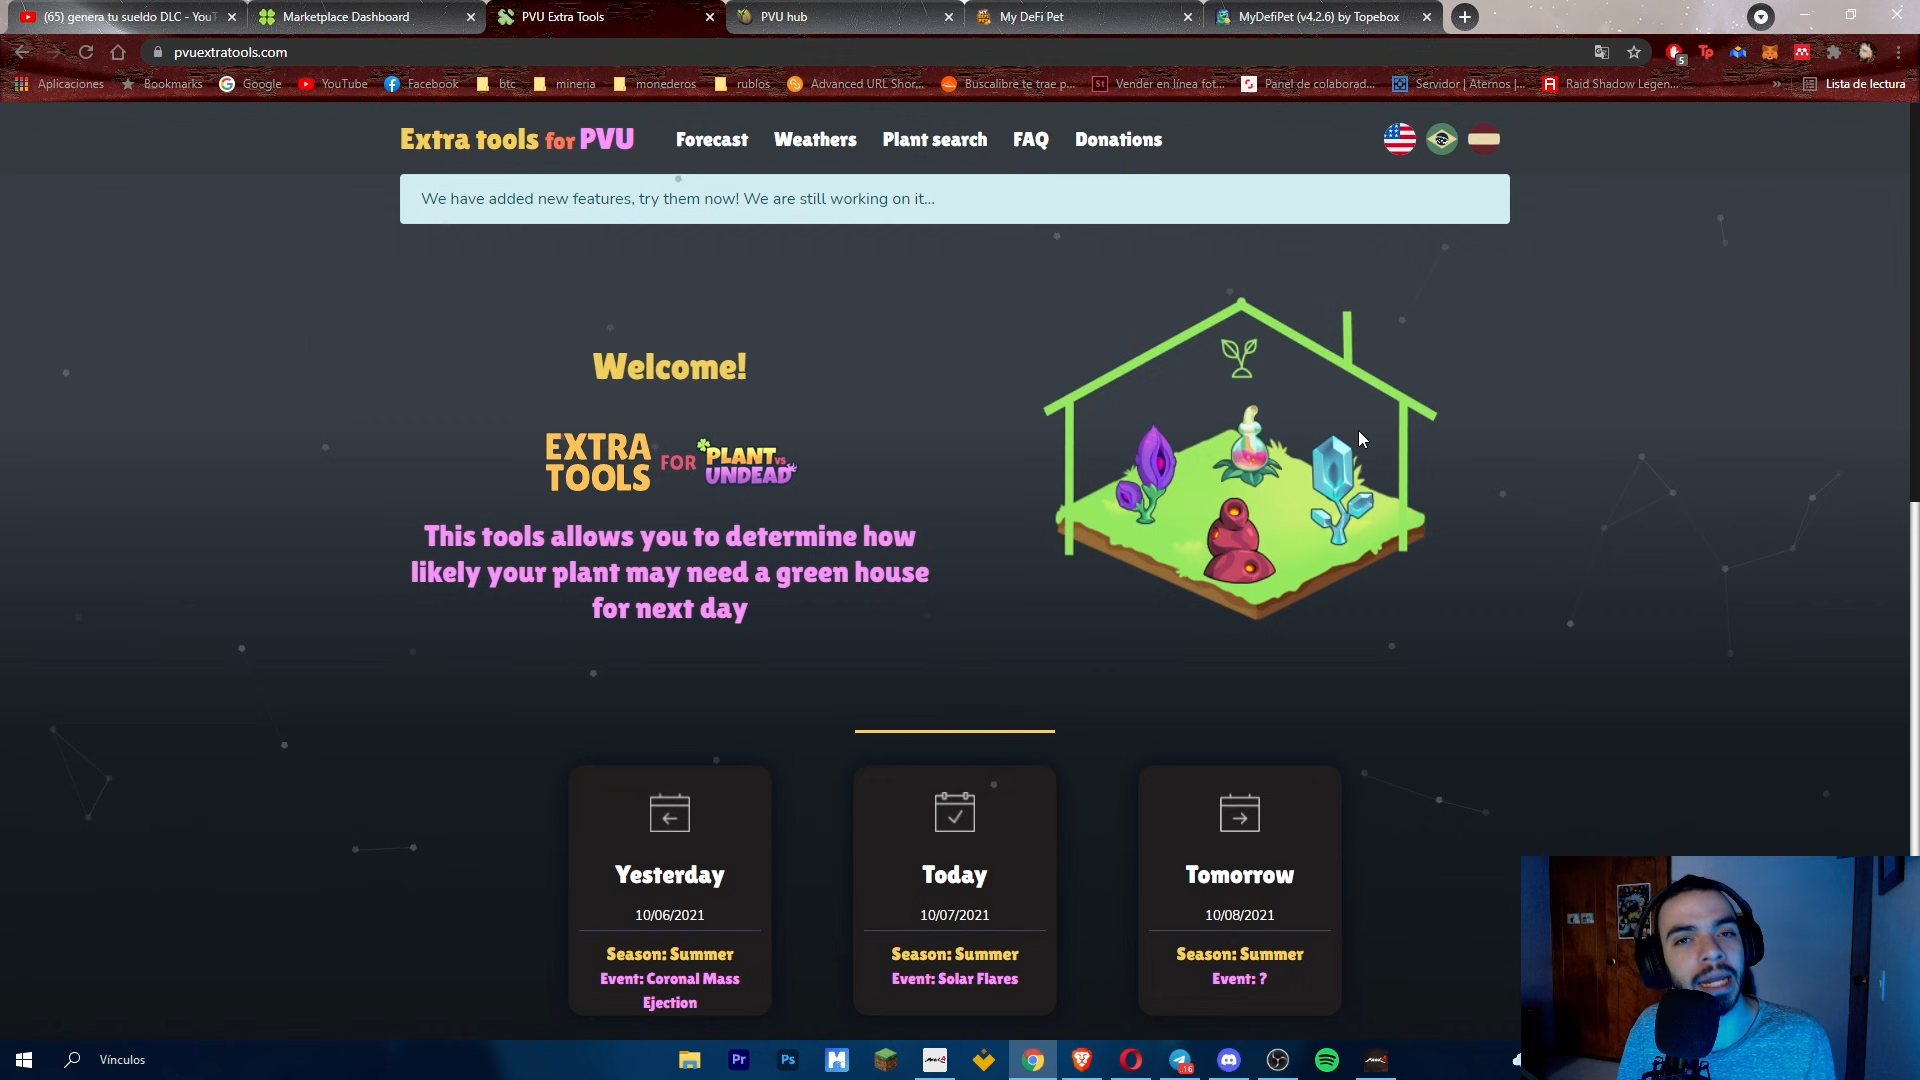 (65) genera tu sueldo DLC - YouT
Marketplace Dashboard
PVU Extra Tools
PVU hub
My DeFi Pet
MyDefiPet (v4.2.6) by Topebox
pvuextratools.com
5
Aplicaciones
Bookmarks
Google
YouTube
Facebook
btc
mineria
monederos
rublos
Advanced URL Shor...
Buscalibre te trae p...
Vender en línea fot...
Panel de colaborad...
Servidor | Aternos |...
Raid Shadow Legen...
»
Lista de lectura
Extra tools for PVU
Forecast
Weathers
Plant search
FAQ
Donations
We have added new features, try them now! We are still working on it...
Welcome!
EXTRA TOOLS FOR PLANT VS UNDEAD
This tools allows you to determine how
likely your plant may need a green house
for next day
Yesterday
10/06/2021
Season: Summer
Event: Coronal Mass
Ejection
Today
10/07/2021
Season: Summer
Event: Solar Flares
Tomorrow
10/08/2021
Season: Summer
Event: ?
Vínculos
Pr
Ps
16